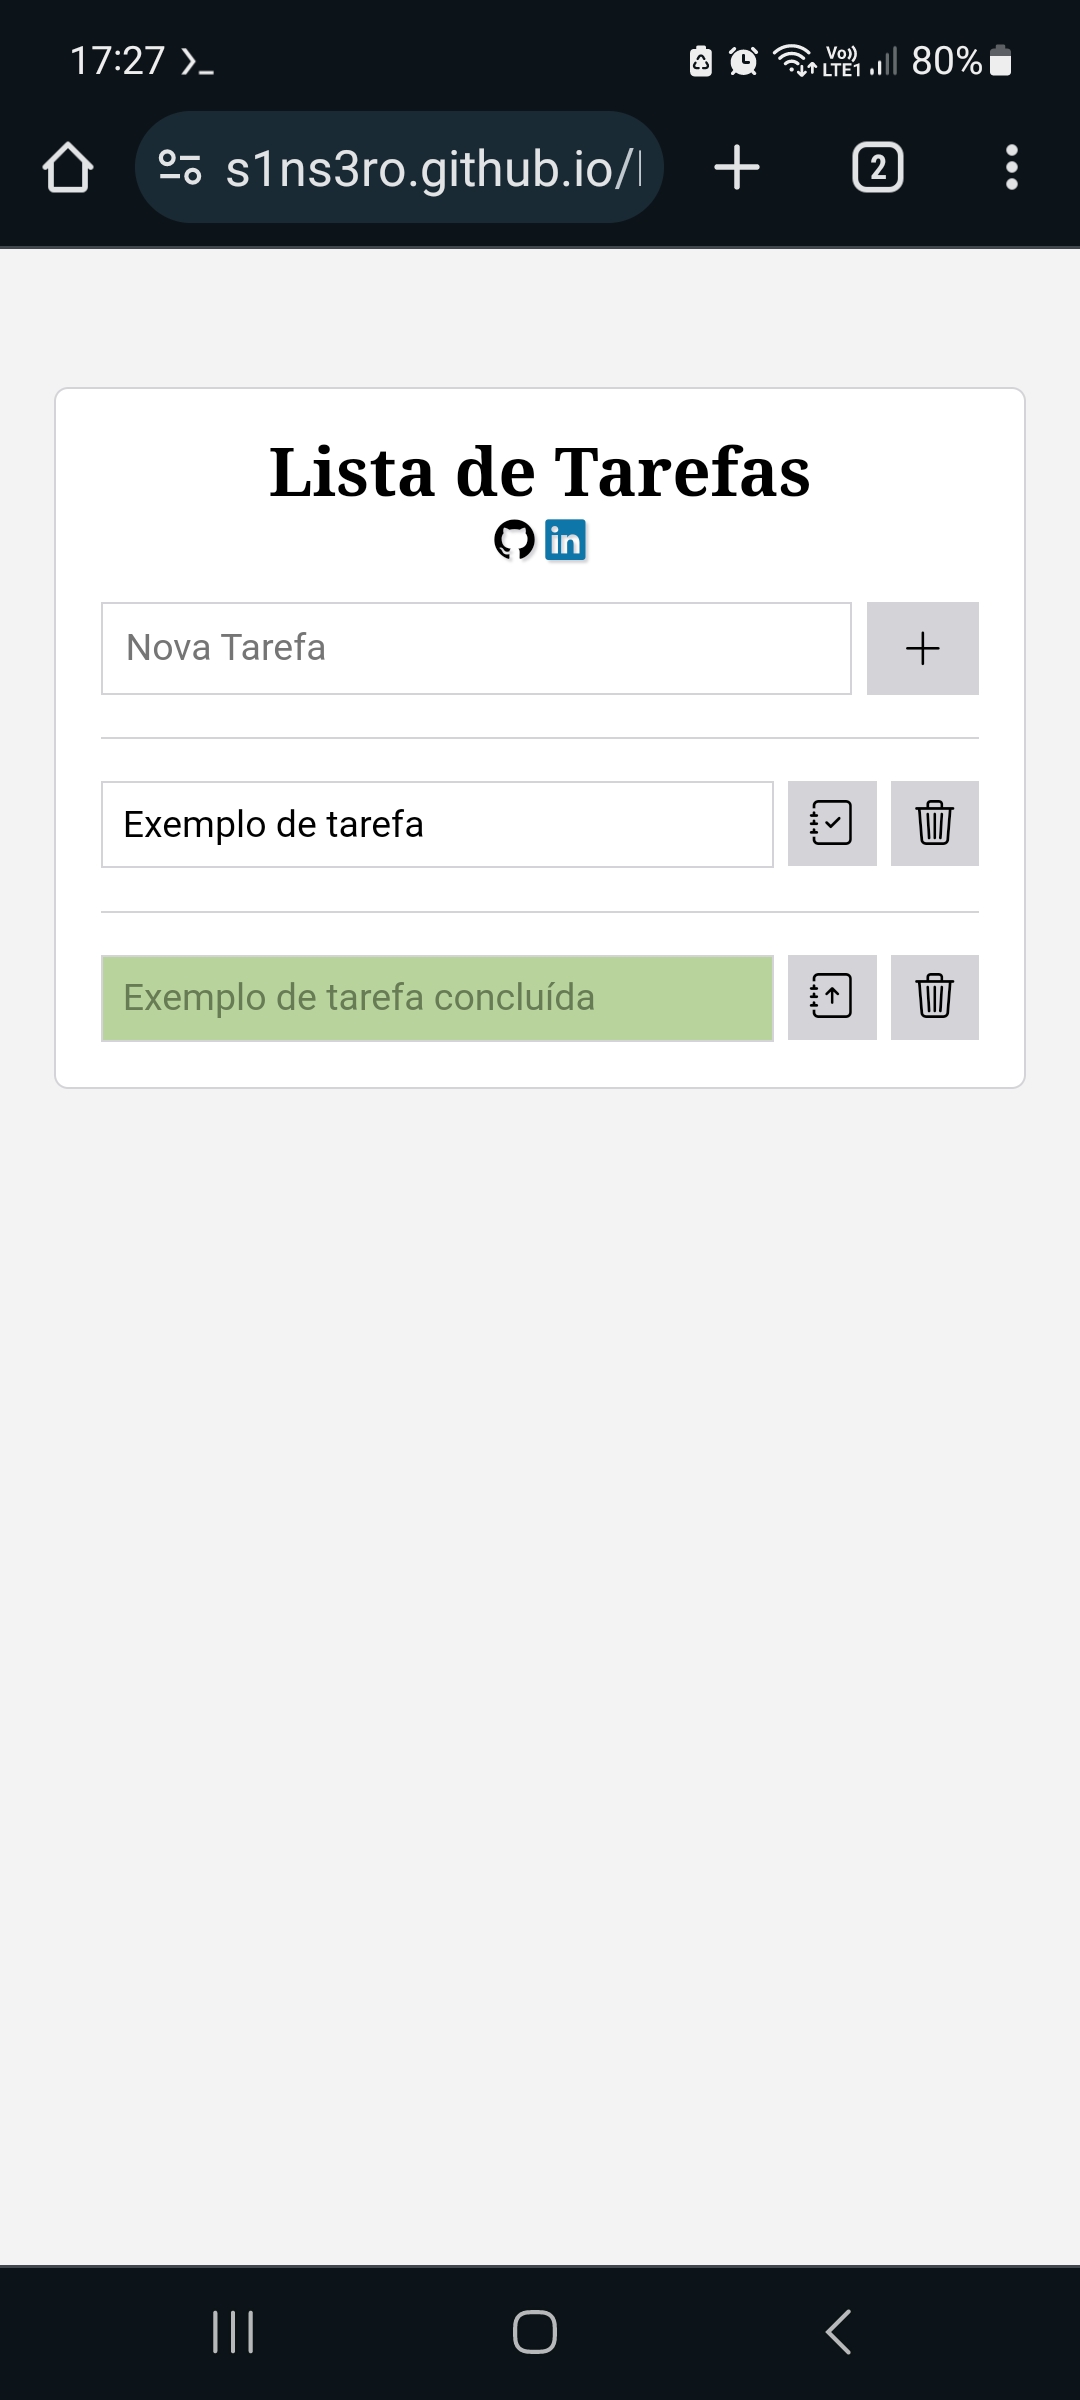 17:27
Vo)) LTE1 80%
s1ns3ro.github.io/
2
Lista de Tarefas
in
Nova Tarefa
Exemplo de tarefa
Exemplo de tarefa concluída